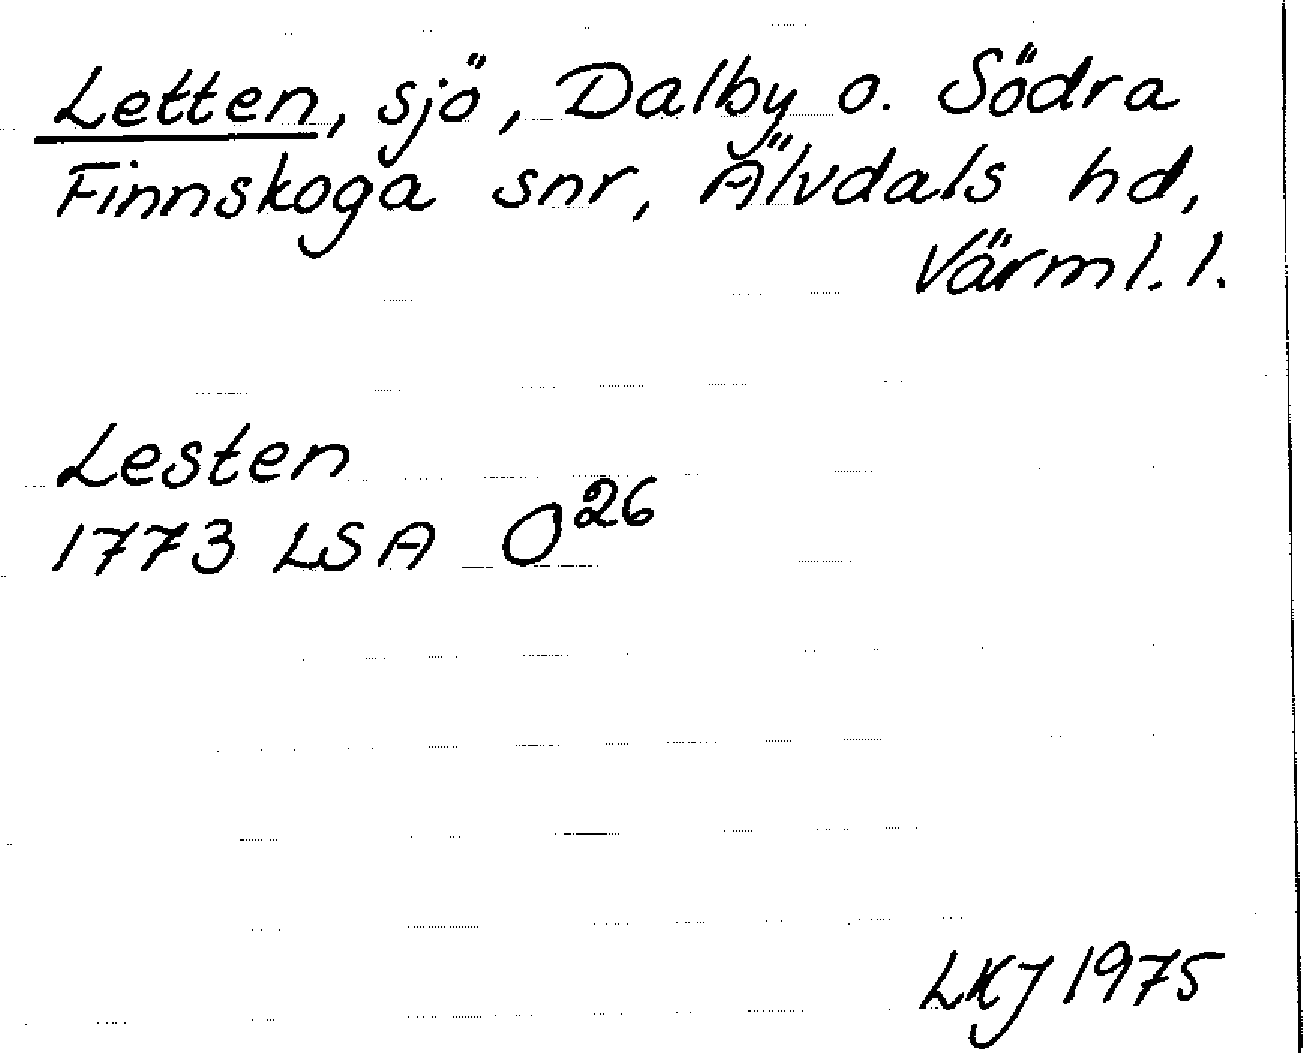 Letten, sjö, Dalby o. Södra
Finnskoga snr, Älvdals hd,
Värml. l.
Lesten
1773 LSA O²⁶
LKJ 1975